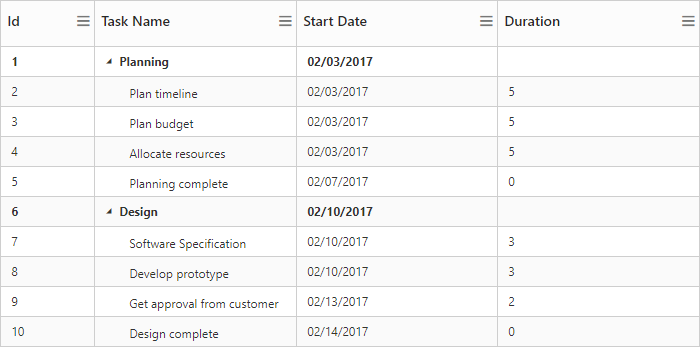 Id Task Name Start Date Duration
1 Planning 02/03/2017
2 Plan timeline 02/03/2017 5
3 Plan budget 02/03/2017 5
4 Allocate resources 02/03/2017 5
5 Planning complete 02/07/2017 0
6 Design 02/10/2017
7 Software Specification 02/10/2017 3
8 Develop prototype 02/10/2017 3
9 Get approval from customer 02/13/2017 2
10 Design complete 02/14/2017 0